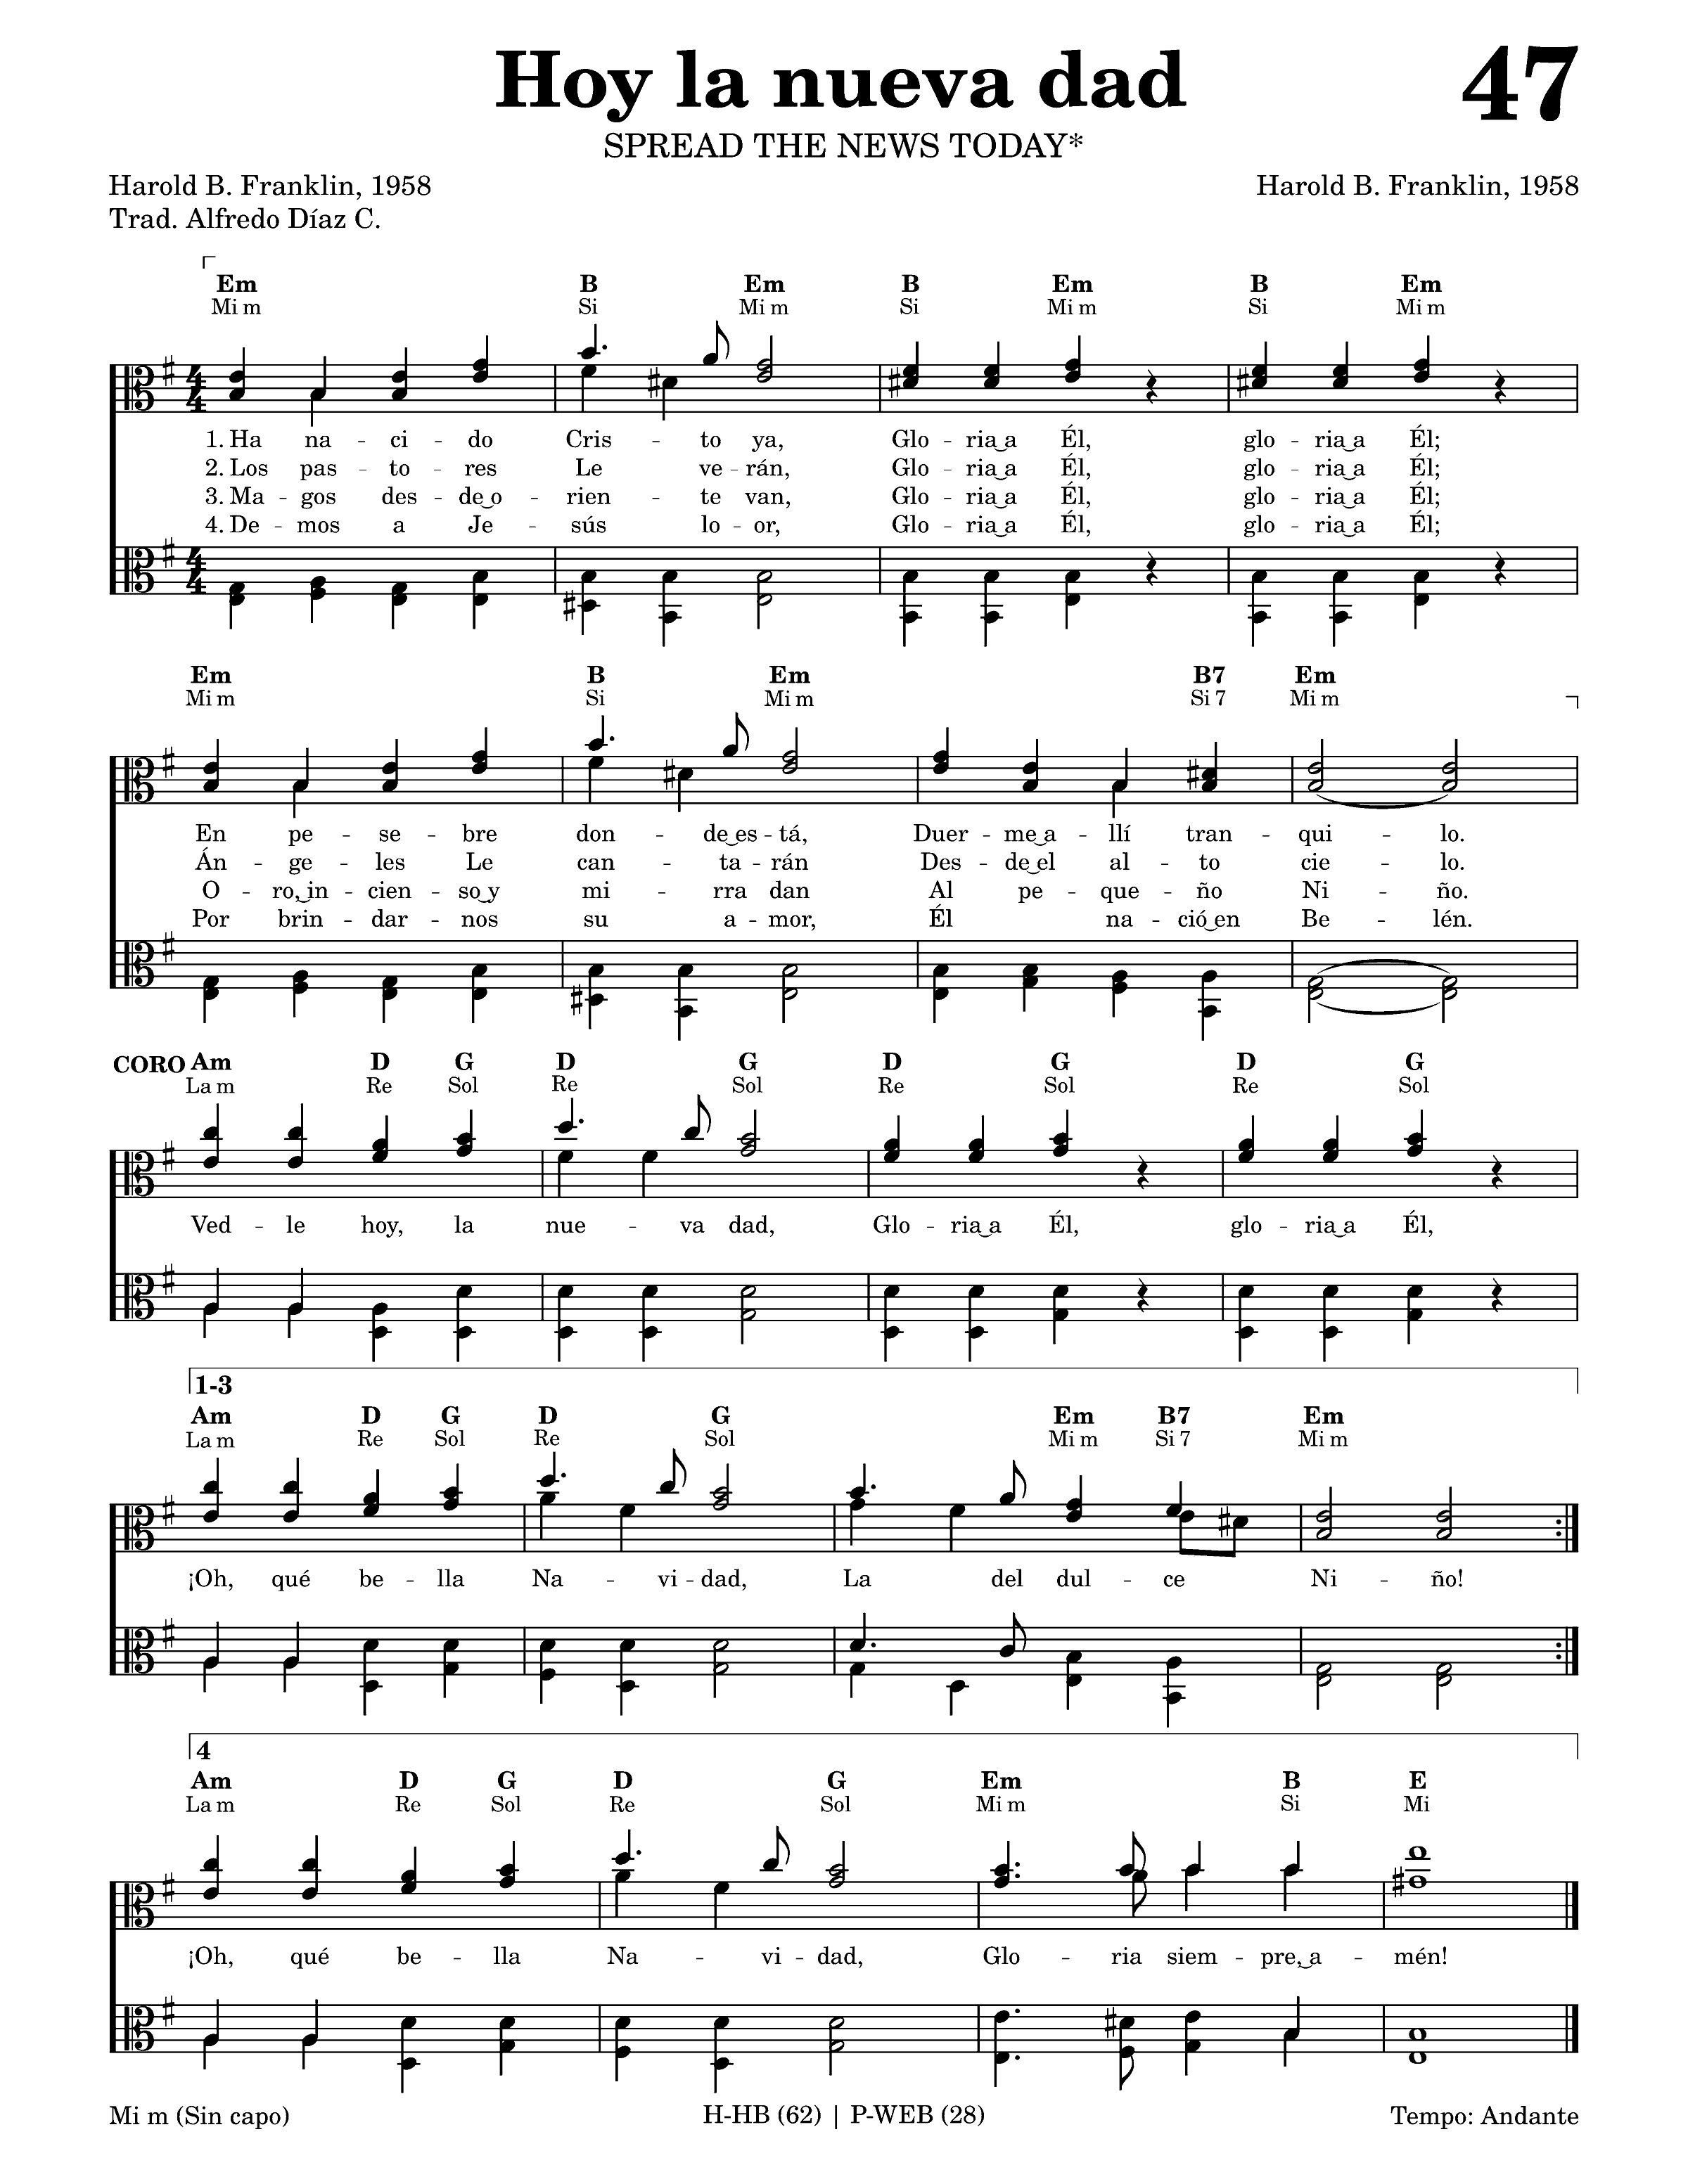 Hoy la nueva dad
47
SPREAD THE NEWS TODAY*
Harold B. Franklin, 1958
Harold B. Franklin, 1958
Trad. Alfredo Díaz C.
Em B Em B Em B Em
Mi m Si Mi m Si Mi m Si Mi m
1. Ha na -- ci -- do Cris -- to ya, Glo -- ria‿a Él, glo -- ria‿a Él;
2. Los pas -- to -- res Le ve -- rán, Glo -- ria‿a Él, glo -- ria‿a Él;
3. Ma -- gos des -- de‿o -- rien -- te van, Glo -- ria‿a Él, glo -- ria‿a Él;
4. De -- mos a Je -- sús lo -- or, Glo -- ria‿a Él, glo -- ria‿a Él;
Em B Em B7 Em
Mi m Si Mi m Si 7 Mi m
En pe -- se -- bre don -- de‿es -- tá, Duer -- me‿a -- llí tran -- qui -- lo.
Án -- ge -- les Le can -- ta -- rán Des -- de‿el al -- to cie -- lo.
O -- ro,‿in -- cien -- so‿y mi -- rra dan Al pe -- que -- ño Ni -- ño.
Por brin -- dar -- nos su a -- mor, Él na -- ció‿en Be -- lén.
CORO Am D G D G D G D G
La m Re Sol Re Sol Re Sol Re Sol
Ved -- le hoy, la nue -- va dad, Glo -- ria‿a Él, glo -- ria‿a Él,
1-3
Am D G D G Em B7 Em
La m Re Sol Re Sol Mi m Si 7 Mi m
¡Oh, qué be -- lla Na -- vi -- dad, La del dul -- ce Ni -- ño!
4
Am D G D G Em B E
La m Re Sol Re Sol Mi m Si Mi
¡Oh, qué be -- lla Na -- vi -- dad, Glo -- ria siem -- pre,‿a -- mén!
Mi m (Sin capo)
H-HB (62) | P-WEB (28)
Tempo: Andante